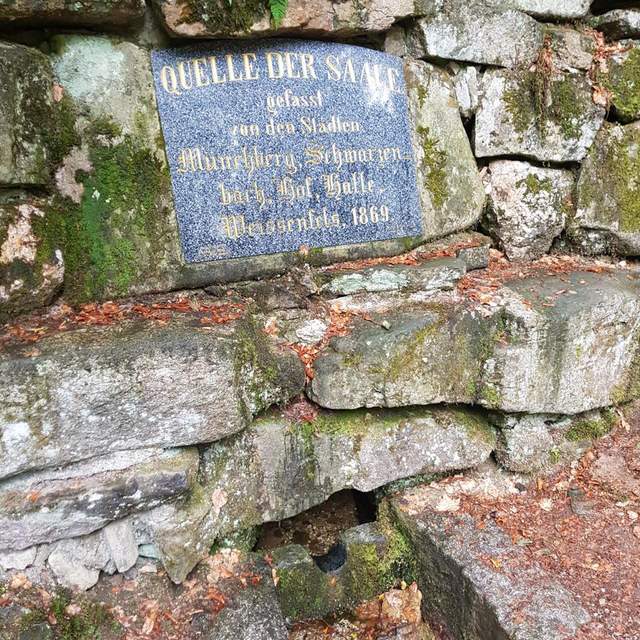 QUELLE DER SAALE
gefasst
von den Städten
Münchberg, Schwarzen-
bach, Hof, Halle,
Weissenfels, 1869.